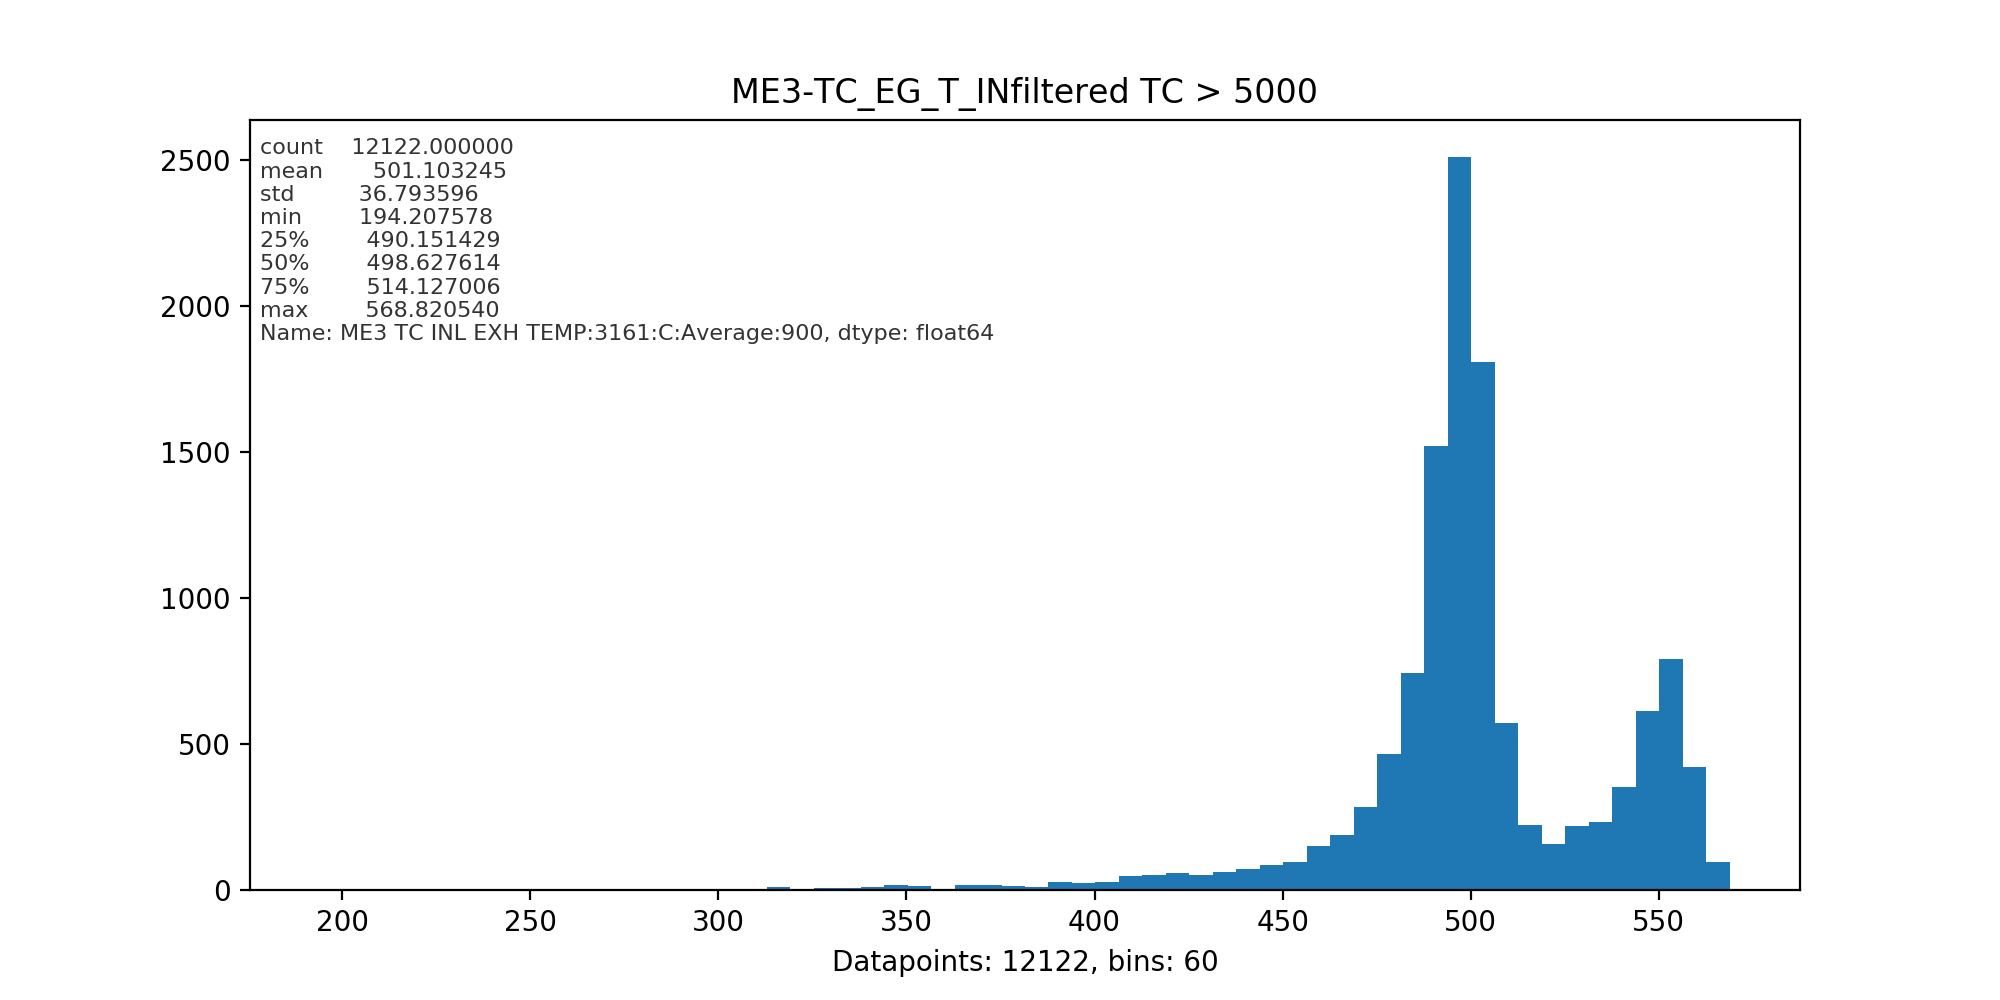 ME3-TC_EG_T_INfiltered TC > 5000
count 12122.000000
mean 501.103245
std 36.793596
min 194.207578
25% 490.151429
50% 498.627614
75% 514.127006
max 568.820540
Name: ME3 TC INL EXH TEMP:3161:C:Average:900, dtype: float64
2500
2000
1500
1000
500
0
200 250 300 350 400 450 500 550
Datapoints: 12122, bins: 60